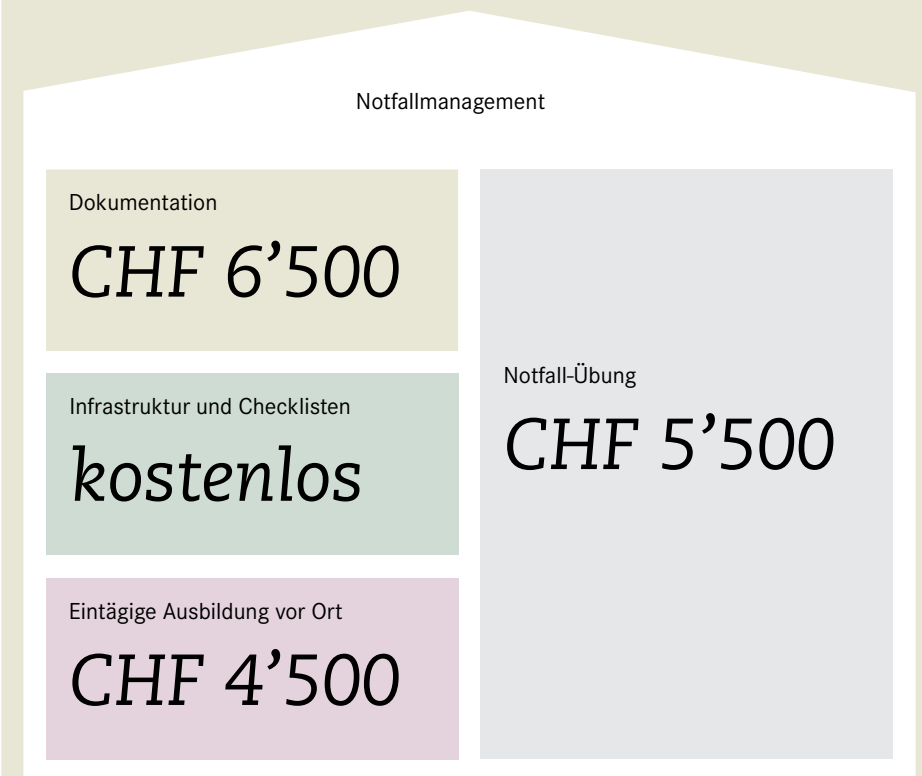 Notfallmanagement
Dokumentation
CHF 6’500
Infrastruktur und Checklisten
kostenlos
Eintägige Ausbildung vor Ort
CHF 4’500
Notfall-Übung
CHF 5’500